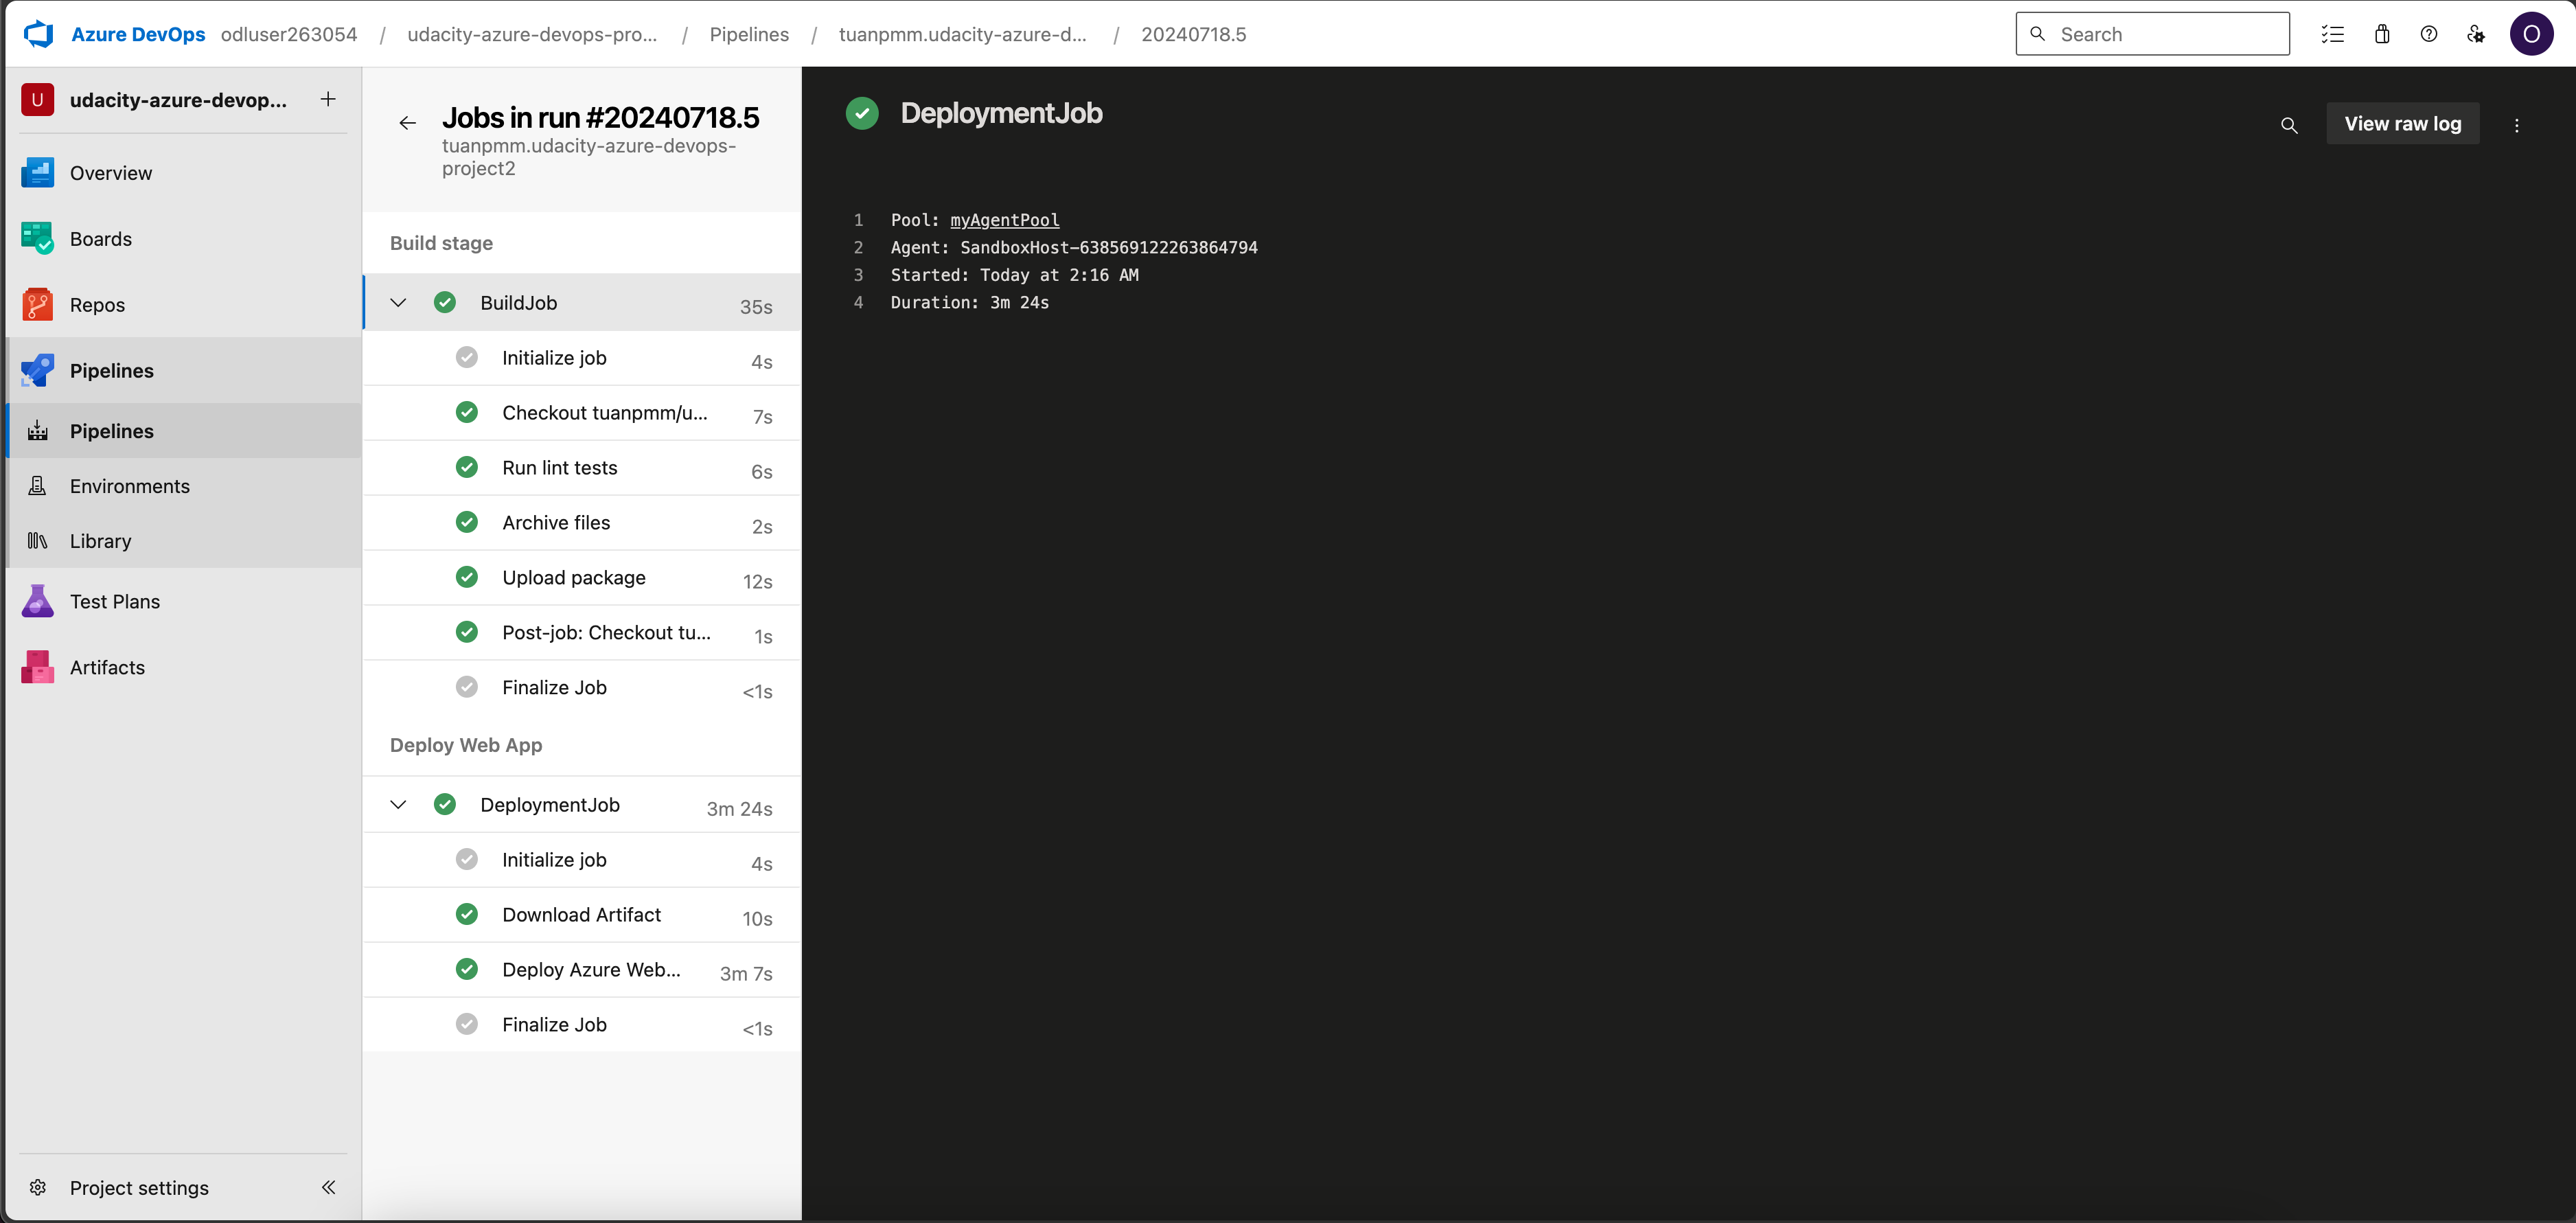 Azure DevOps odluser263054 / udacity-azure-devops-pro... / Pipelines / tuanpmm.udacity-azure-d... / 20240718.5
Search
O
U udacity-azure-devop... +
Overview
Boards
Repos
Pipelines
Pipelines
Environments
Library
Test Plans
Artifacts
Project settings
Jobs in run #20240718.5
tuanpmm.udacity-azure-devops-
project2
Build stage
BuildJob 35s
Initialize job 4s
Checkout tuanpmm/u... 7s
Run lint tests 6s
Archive files 2s
Upload package 12s
Post-job: Checkout tu... 1s
Finalize Job <1s
Deploy Web App
DeploymentJob 3m 24s
Initialize job 4s
Download Artifact 10s
Deploy Azure Web... 3m 7s
Finalize Job <1s
DeploymentJob
View raw log
1 Pool: myAgentPool
2 Agent: SandboxHost-638569122263864794
3 Started: Today at 2:16 AM
4 Duration: 3m 24s